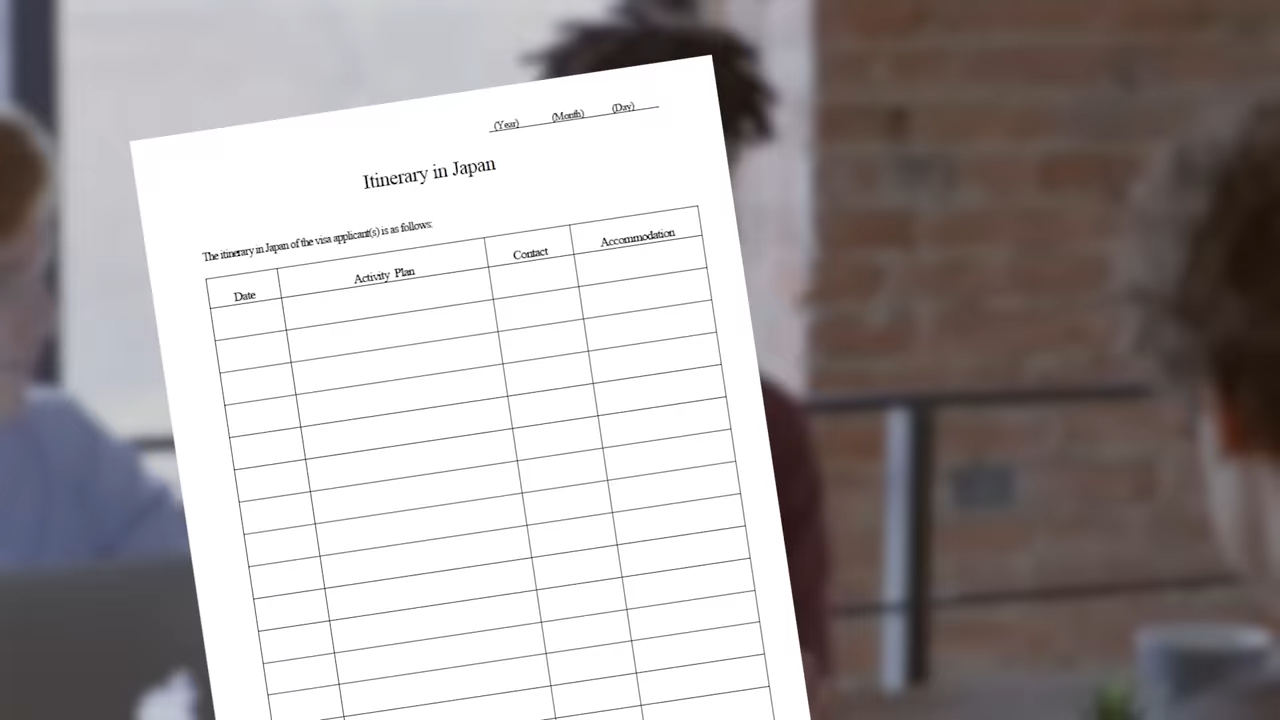 (Year) (Month) (Day)
Itinerary in Japan
The itinerary in Japan of the visa applicant(s) is as follows:
Date Activity Plan Contact Accommodation